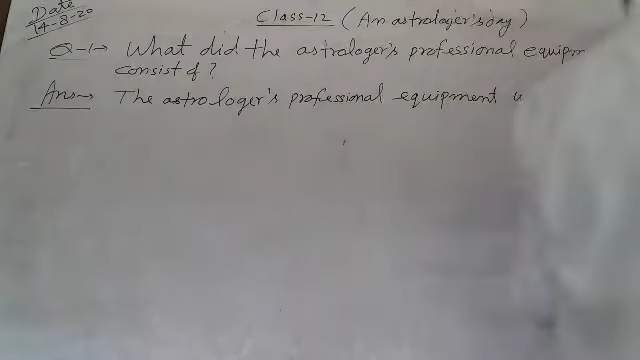 Date
14-8-20
Class-12 (An astrologer's day)
Q-1→ What did the astrologer's professional
consist of?
Ans→ The astrologer's professional equipment